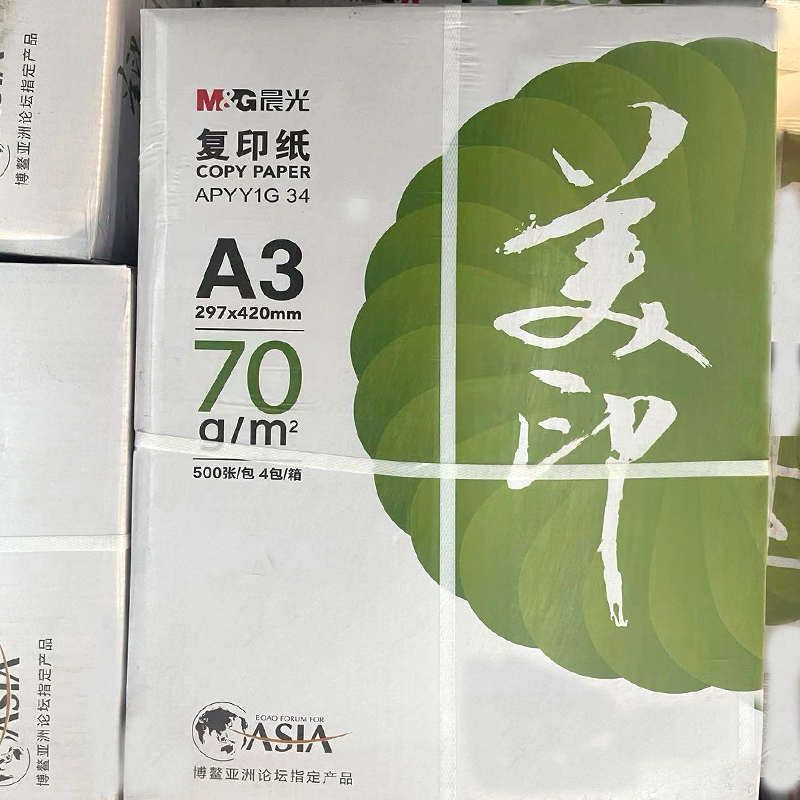 M&G晨光
复印纸
COPY PAPER
APYY1G 34
A3
297x420mm
70
g/m²
500张/包 4包/箱
美印
BOAO FORUM FOR
ASIA
博鳌亚洲论坛指定产品
博鳌亚洲论坛指定产品
ASIA
博鳌亚洲论坛指定产品